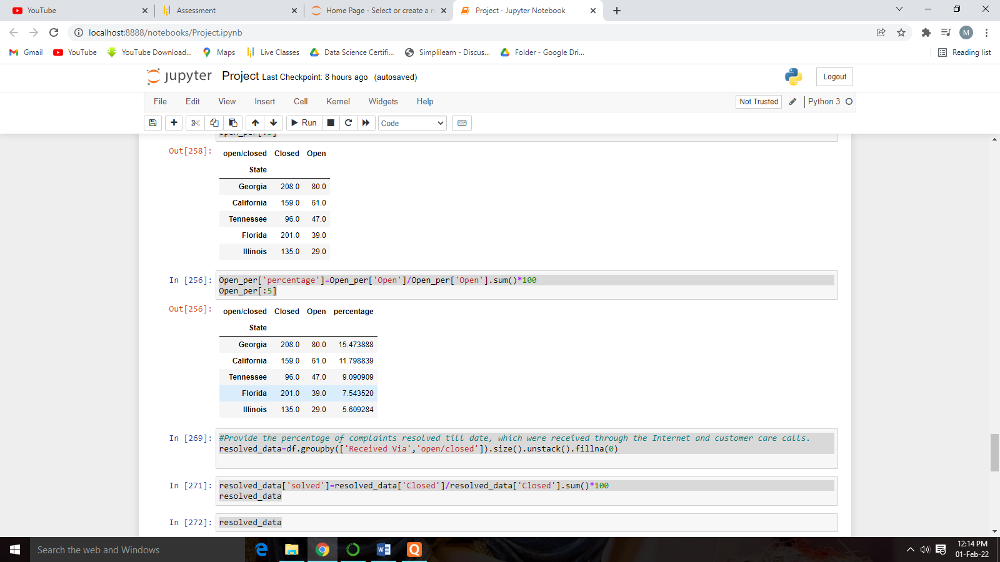 YouTube
Assessment
Home Page - Select or create a n
Project - Jupyter Notebook
localhost:8888/notebooks/Project.ipynb
M
Gmail
YouTube
YouTube Download...
Maps
Live Classes
Data Science Certifi...
Simplilearn - Discus...
Folder - Google Dri...
Reading list
jupyter Project Last Checkpoint: 8 hours ago (autosaved)
Logout
File Edit View Insert Cell Kernel Widgets Help
Not Trusted
Python 3
Run
Code
Open_per[:5]
Out[258]:
open/closed Closed Open
State
Georgia 208.0 80.0
California 159.0 61.0
Tennessee 96.0 47.0
Florida 201.0 39.0
Illinois 135.0 29.0
In [256]: Open_per['percentage']=Open_per['Open']/Open_per['Open'].sum()*100
Open_per[:5]
Out[256]:
open/closed Closed Open percentage
State
Georgia 208.0 80.0 15.473888
California 159.0 61.0 11.798839
Tennessee 96.0 47.0 9.090909
Florida 201.0 39.0 7.543520
Illinois 135.0 29.0 5.609284
In [269]: #Provide the percentage of complaints resolved till date, which were received through the Internet and customer care calls.
resolved_data=df.groupby(['Received Via','open/closed']).size().unstack().fillna(0)
In [271]: resolved_data['solved']=resolved_data['Closed']/resolved_data['Closed'].sum()*100
resolved_data
In [272]: resolved_data
Search the web and Windows
12:14 PM
01-Feb-22